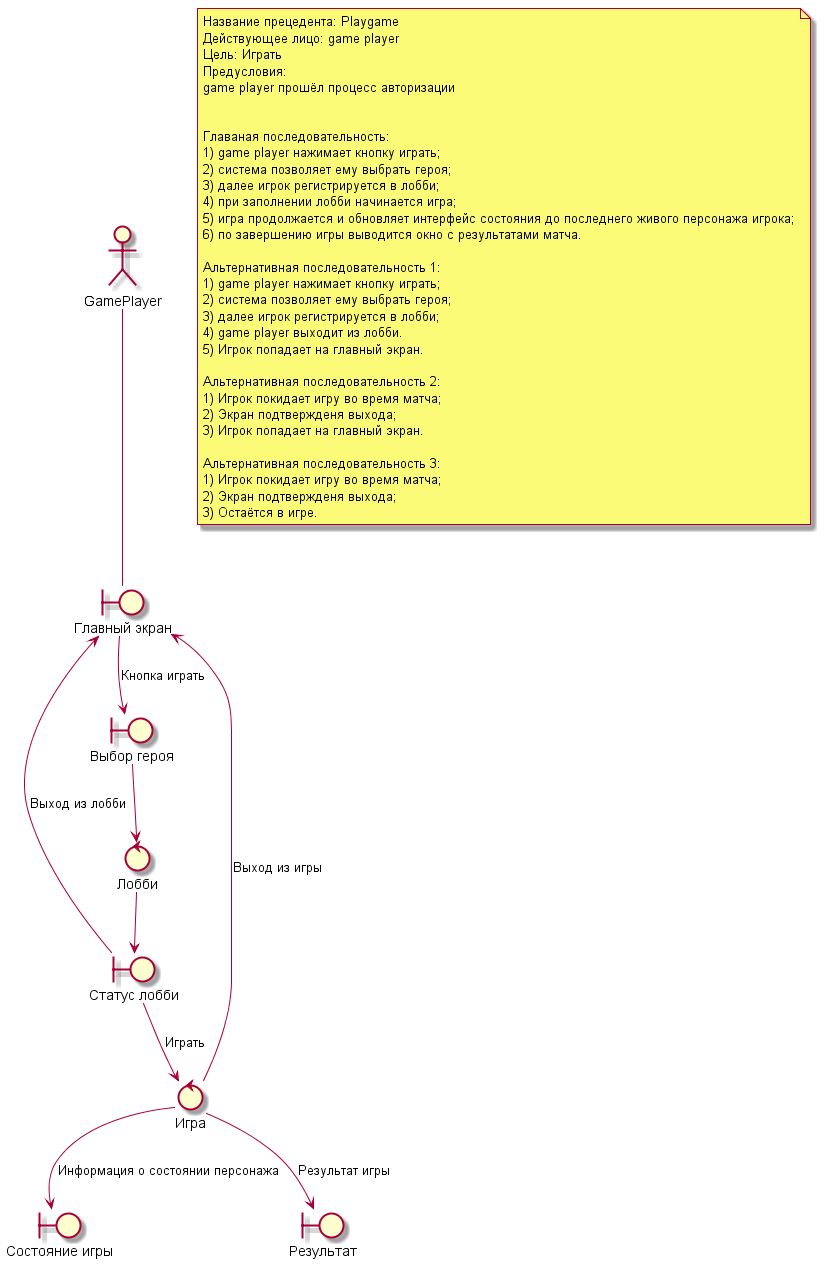 Название прецедента: Playgame
Действующее лицо: game player
Цель: Играть
Предусловия:
game player прошёл процесс авторизации
Главаная последовательность:
1) game player нажимает кнопку играть;
2) система позволяет ему выбрать героя;
3) далее игрок регистрируется в лобби;
4) при заполнении лобби начинается игра;
5) игра продолжается и обновляет интерфейс состояния до последнего живого персонажа игрока;
6) по завершению игры выводится окно с результатами матча.
Альтернативная последовательность 1:
1) game player нажимает кнопку играть;
2) система позволяет ему выбрать героя;
3) далее игрок регистрируется в лобби;
4) game player выходит из лобби.
5) Игрок попадает на главный экран.
Альтернативная последовательность 2:
1) Игрок покидает игру во время матча;
2) Экран подтвержденя выхода;
3) Игрок попадает на главный экран.
Альтернативная последовательность 3:
1) Игрок покидает игру во время матча;
2) Экран подтвержденя выхода;
3) Остаётся в игре.
GamePlayer
Главный экран
Кнопка играть
Выбор героя
Выход из лобби
Выход из игры
Лобби
Статус лобби
Играть
Игра
Информация о состоянии персонажа
Результат игры
Состояние игры
Результат